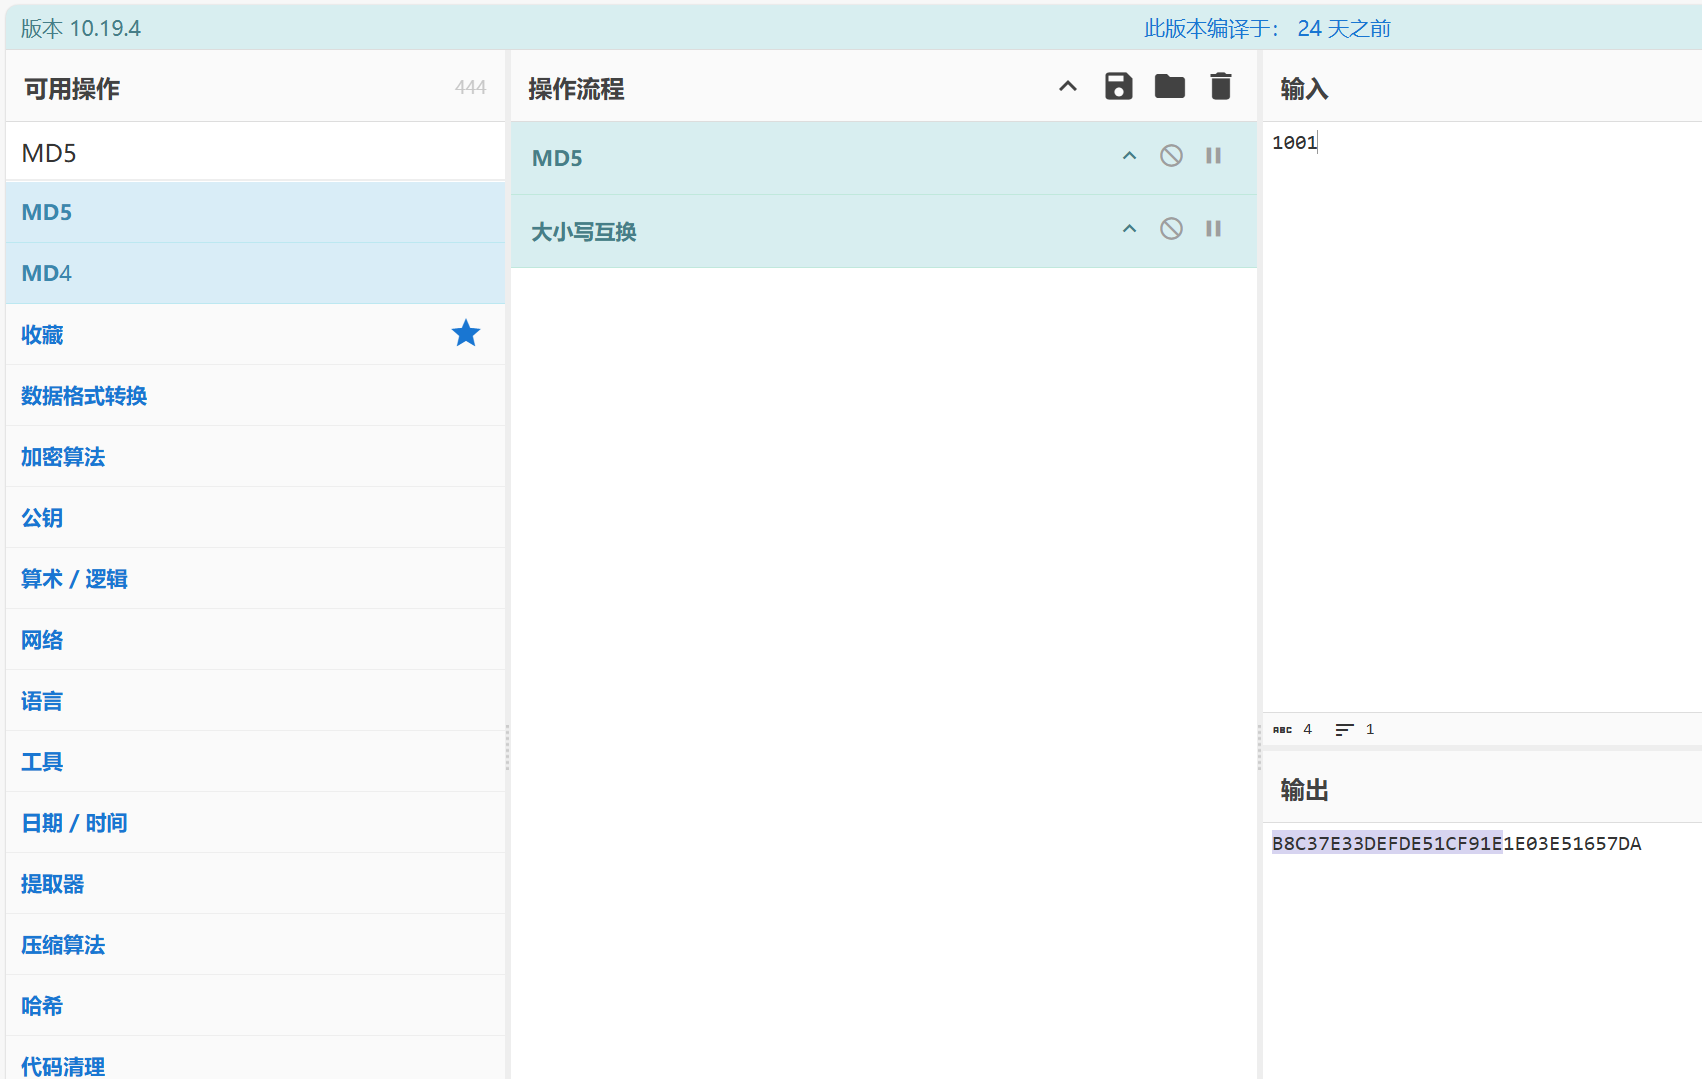 版本 10.19.4
此版本编译于： 24 天之前
可用操作
444
MD5
MD5
MD4
收藏
数据格式转换
加密算法
公钥
算术 / 逻辑
网络
语言
工具
日期 / 时间
提取器
压缩算法
哈希
代码清理
操作流程
MD5
大小写互换
输入
1001
ABC 4
1
输出
B8C37E33DEFDE51CF91E1E03E51657DA